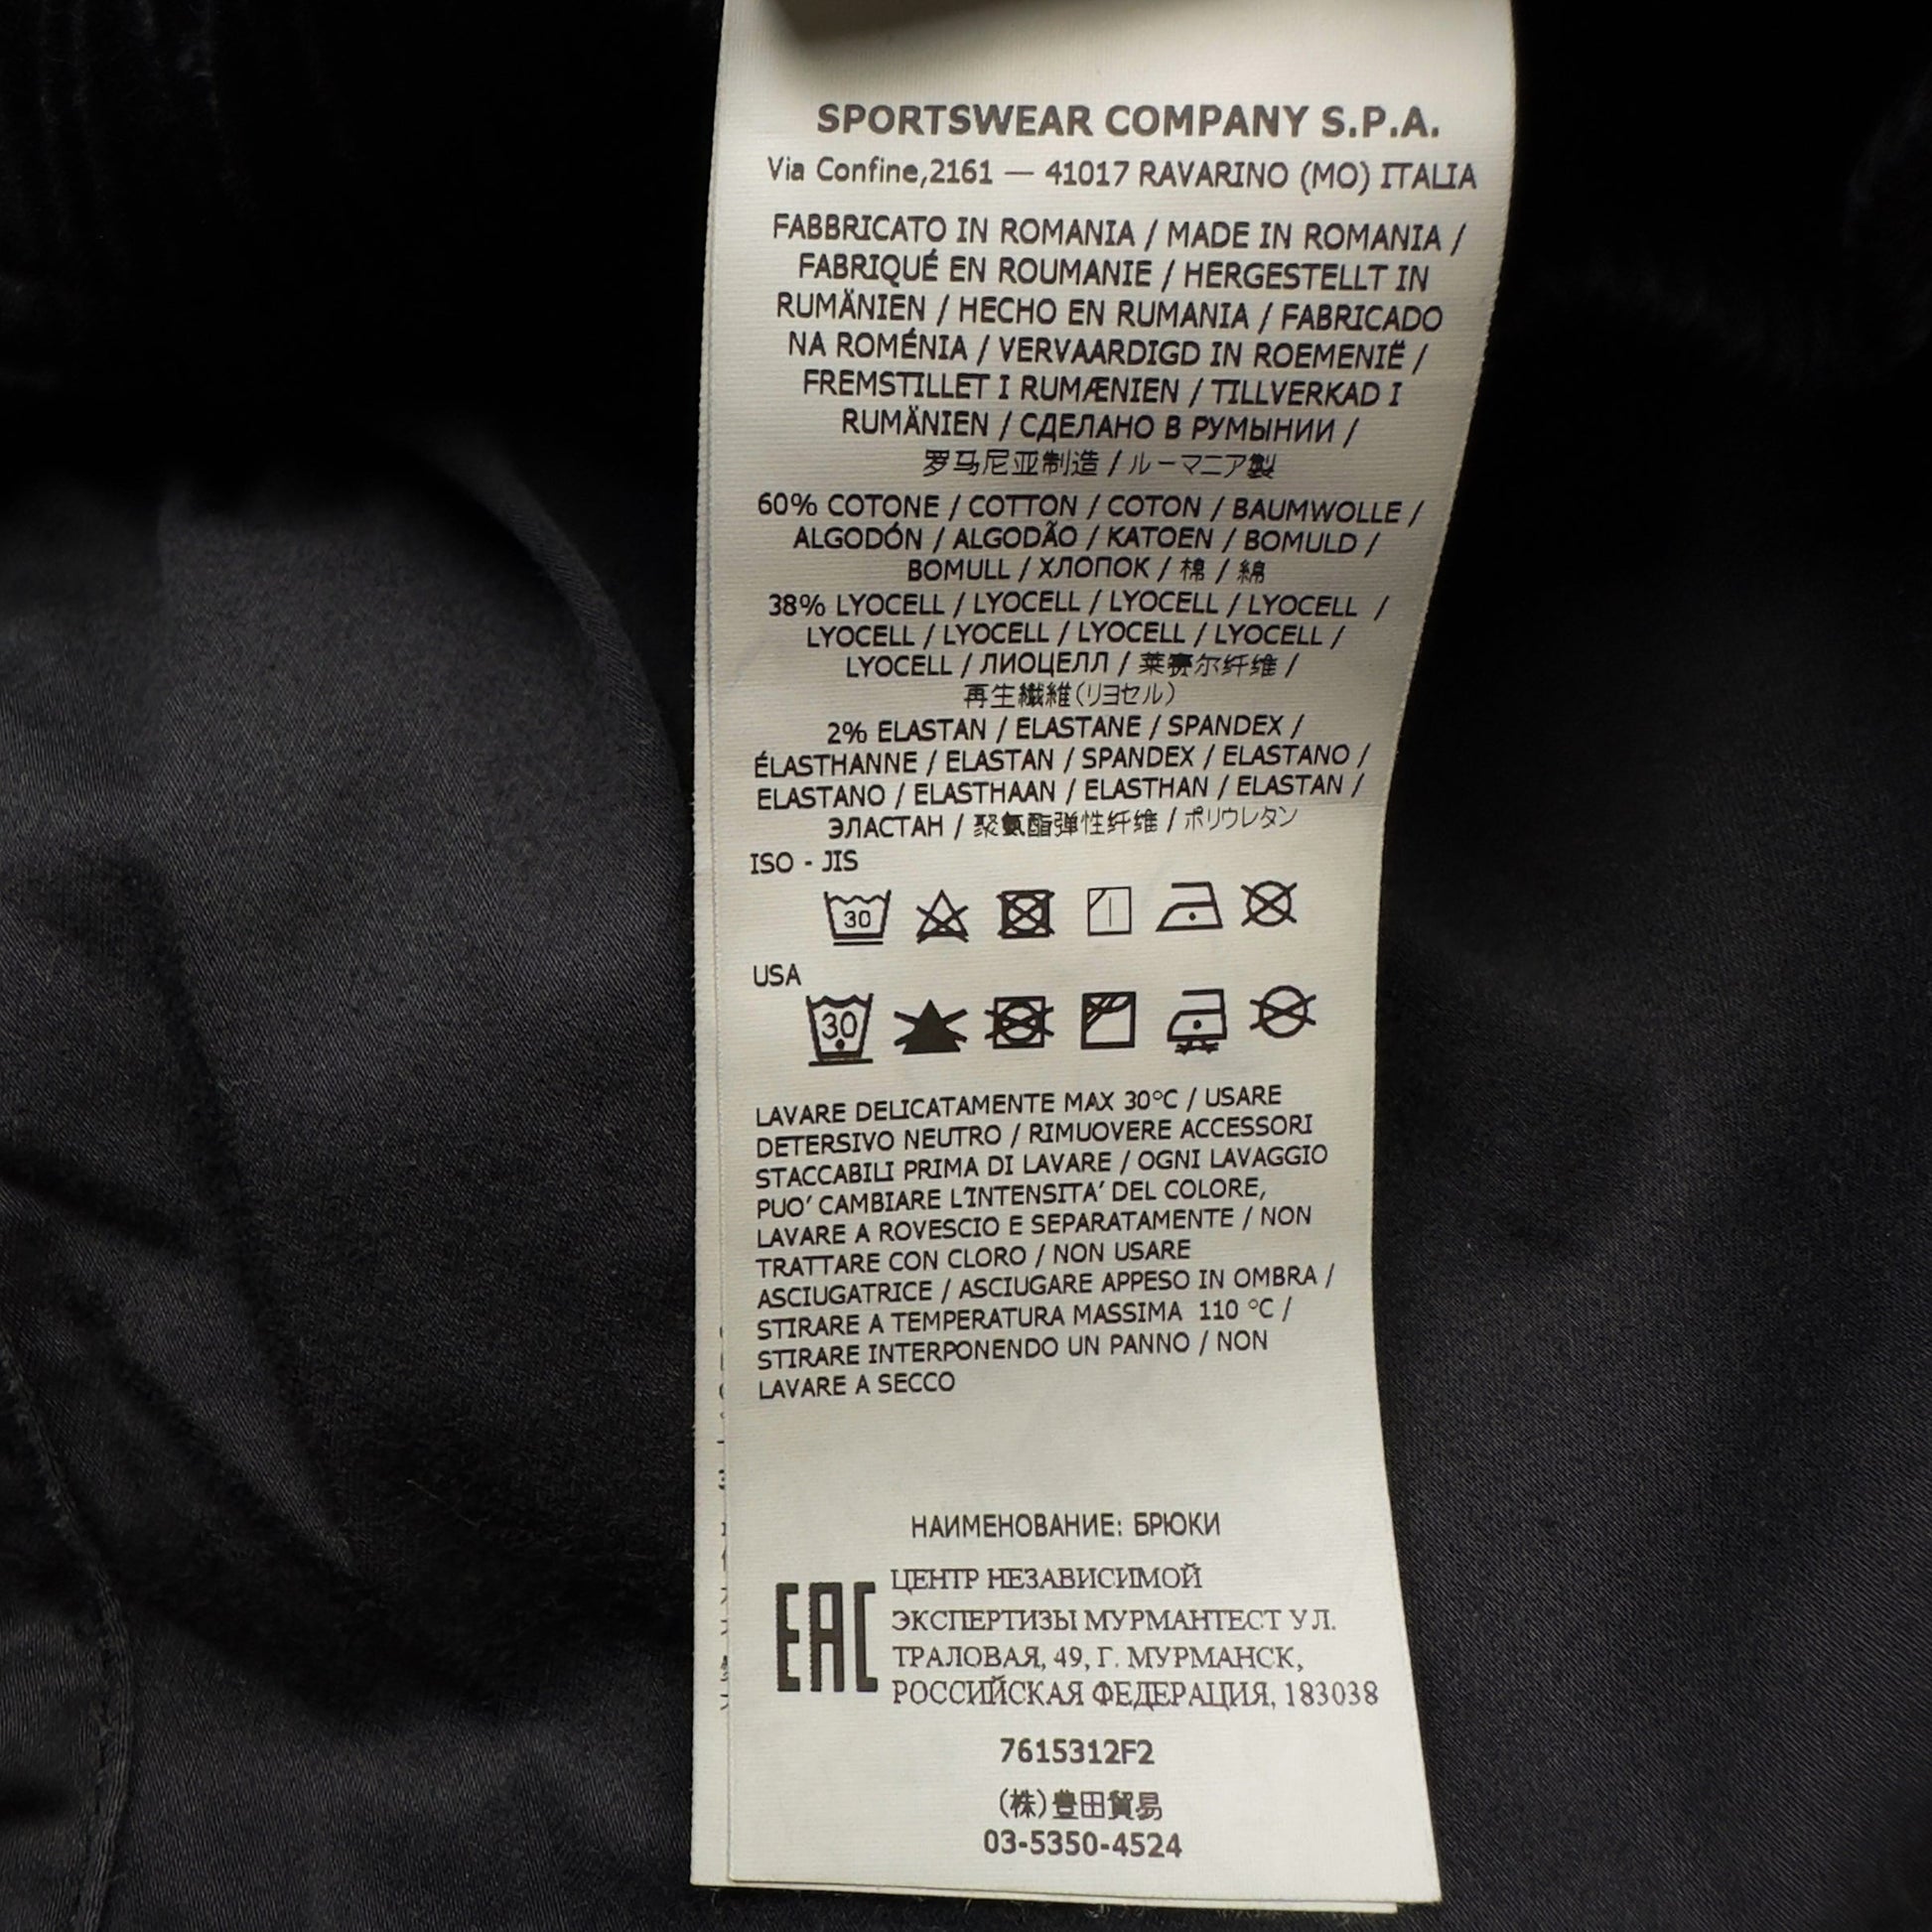 SPORTSWEAR COMPANY S.P.A.
Via Confine,2161 — 41017 RAVARINO (MO) ITALIA
FABBRICATO IN ROMANIA / MADE IN ROMANIA /
FABRIQUÉ EN ROUMANIE / HERGESTELLT IN
RUMÄNIEN / HECHO EN RUMANIA / FABRICADO
NA ROMÉNIA / VERVAARDIGD IN ROEMENIË /
FREMSTILLET I RUMÆNIEN / TILLVERKAD I
RUMÄNIEN / СДЕЛАНО В РУМЫНИИ /
罗马尼亚制造 / ルーマニア製
60% COTONE / COTTON / COTON / BAUMWOLLE /
ALGODÓN / ALGODÃO / KATOEN / BOMULD /
BOMULL / ХЛОПОК / 棉 / 綿
38% LYOCELL / LYOCELL / LYOCELL / LYOCELL /
LYOCELL / LYOCELL / LYOCELL / LYOCELL /
LYOCELL / ЛИОЦЕЛЛ / 莱赛尔纤维 /
再生繊維(リヨセル)
2% ELASTAN / ELASTANE / SPANDEX /
ÉLASTHANNE / ELASTAN / SPANDEX / ELASTANO /
ELASTANO / ELASTHAAN / ELASTHAN / ELASTAN /
ЭЛАСТАН / 聚氨酯弹性纤维 / ポリウレタン
ISO - JIS
30
USA
30
LAVARE DELICATAMENTE MAX 30°C / USARE
DETERSIVO NEUTRO / RIMUOVERE ACCESSORI
STACCABILI PRIMA DI LAVARE / OGNI LAVAGGIO
PUO' CAMBIARE L'INTENSITA' DEL COLORE,
LAVARE A ROVESCIO E SEPARATAMENTE / NON
TRATTARE CON CLORO / NON USARE
ASCIUGATRICE / ASCIUGARE APPESO IN OMBRA /
STIRARE A TEMPERATURA MASSIMA 110 °C /
STIRARE INTERPONENDO UN PANNO / NON
LAVARE A SECCO
НАИМЕНОВАНИЕ: БРЮКИ
EAC
ЦЕНТР НЕЗАВИСИМОЙ
ЭКСПЕРТИЗЫ МУРМАНТЕСТ УЛ.
ТРАЛОВАЯ, 49, Г. МУРМАНСК,
РОССИЙСКАЯ ФЕДЕРАЦИЯ, 183038
7615312F2
(株)豊田貿易
03-5350-4524